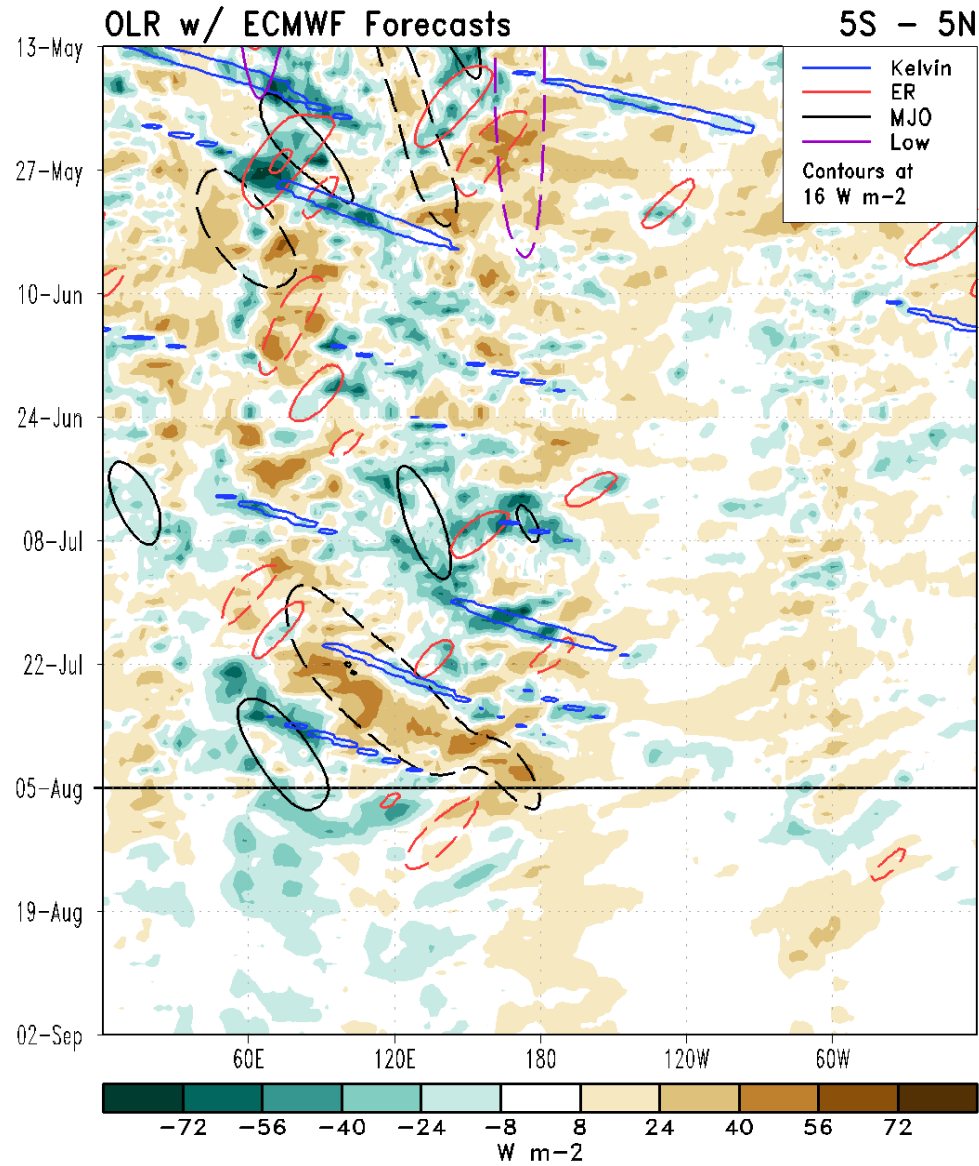 OLR w/ ECMWF Forecasts 5S - 5N
Kelvin
ER
MJO
Low
Contours at
16 W m-2
13-May
27-May
10-Jun
24-Jun
08-Jul
22-Jul
05-Aug
19-Aug
02-Sep
60E 120E 180 120W 60W
-72 -56 -40 -24 -8 8 24 40 56 72
W m-2